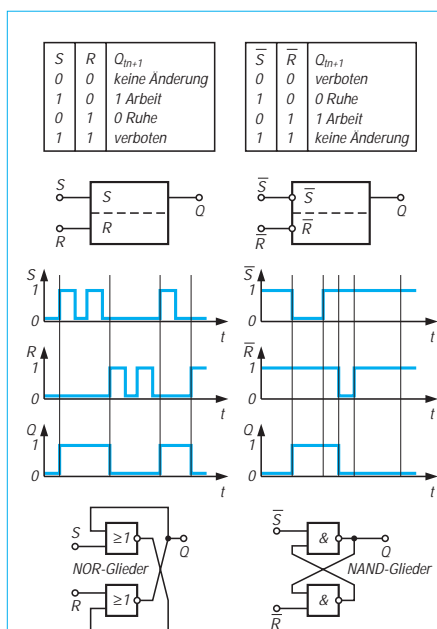 S R Qtn+1
0 0 keine Änderung
1 0 1 Arbeit
0 1 0 Ruhe
1 1 verboten
S̅ R̅ Qtn+1
0 0 verboten
1 0 0 Ruhe
0 1 1 Arbeit
1 1 keine Änderung
S S Q
R R
S̅ S̅ Q
R̅ R̅
S
1
0 t
R
1
0 t
Q
1
0 t
S̅
1
0 t
R̅
1
0 t
Q
1
0 t
S ≥1 Q
NOR-Glieder
R ≥1
S̅ & Q
NAND-Glieder
R̅ &